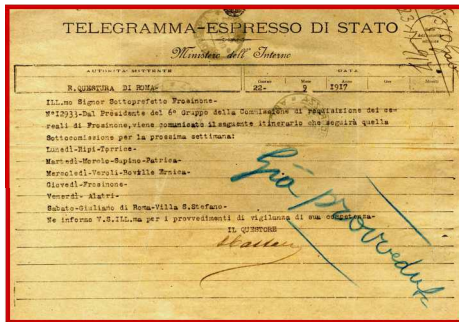 TELEGRAMMA-ESPRESSO DI STATO
Ministero dell' Interno
AUTORITÀ MITTENTE
DATA
Giorno Mese Anno Ore Minuti
R. QUESTURA DI ROMA-
22- 9 1917
ILL.mo Signor Sottoprefetto Frosinone-
N°12933-Dal Presidente del 6° Gruppo della Commissione di requisizione dei ce-
reali di Frosinone, viene comunicato il seguente itinerario che seguirà quella
Sottocomissione per la prossima settimana:
Lunedì-Ripi-Torrice-
Martedì-Marolo-Supino-Patrica-
Mercoledì-Veroli-Roville Ernica-
Giovedì-Frosinone-
Venerdì- Alatri-
Sabato-Giuliano di Roma-Villa S.Stefano-
Ne informo V.S.ILL.ma per i provvedimenti di vigilanza di sua competenza-
IL QUESTORE
Già provveduto